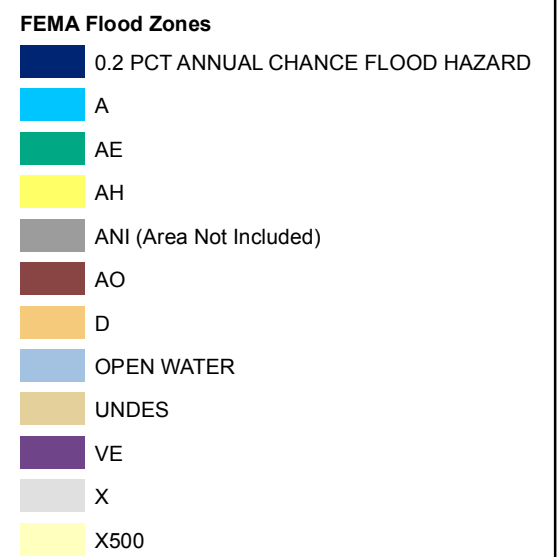 FEMA Flood Zones
0.2 PCT ANNUAL CHANCE FLOOD HAZARD
A
AE
AH
ANI (Area Not Included)
AO
D
OPEN WATER
UNDES
VE
X
X500